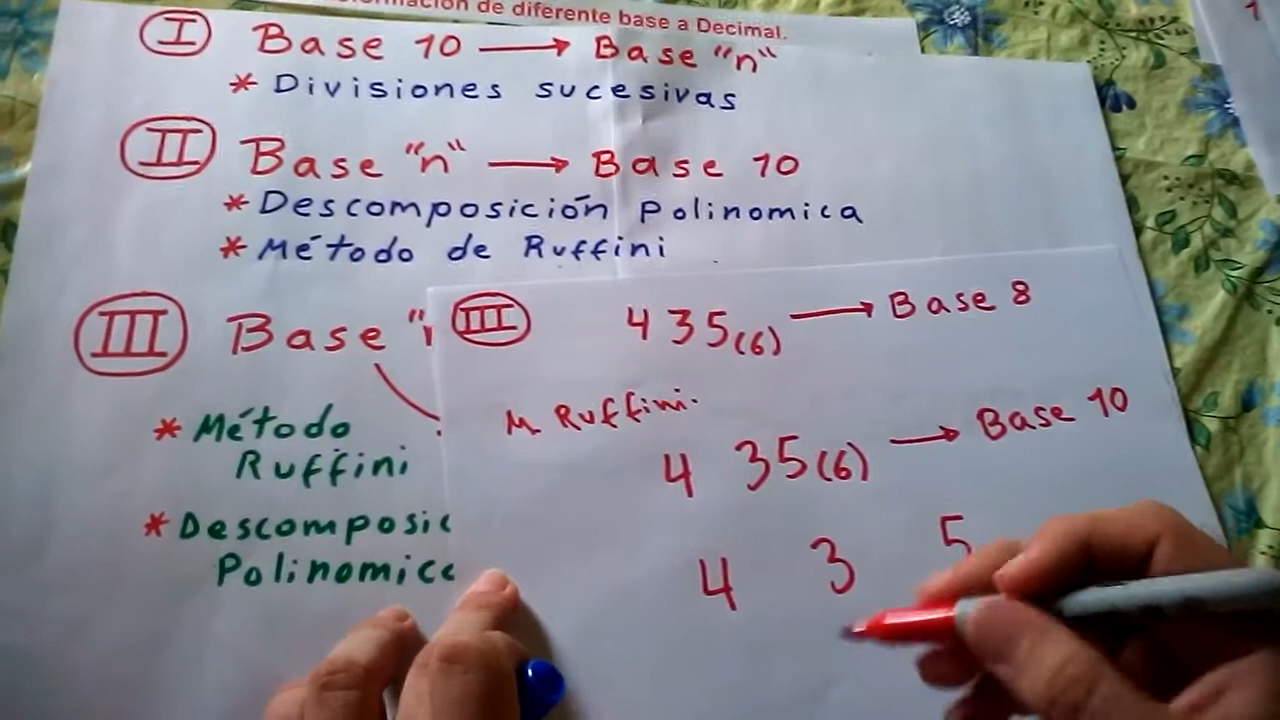 de diferente base a Decimal.
I Base 10 → Base "n"
* Divisiones sucesivas
II Base "n" → Base 10
* Descomposición Polinomica
* Método de Ruffini
III Base
* Método
Ruffini
* Descomposic
Polinomic
III 435(6) → Base 8
M Ruffini.
435(6) → Base 10
4 3 5
1